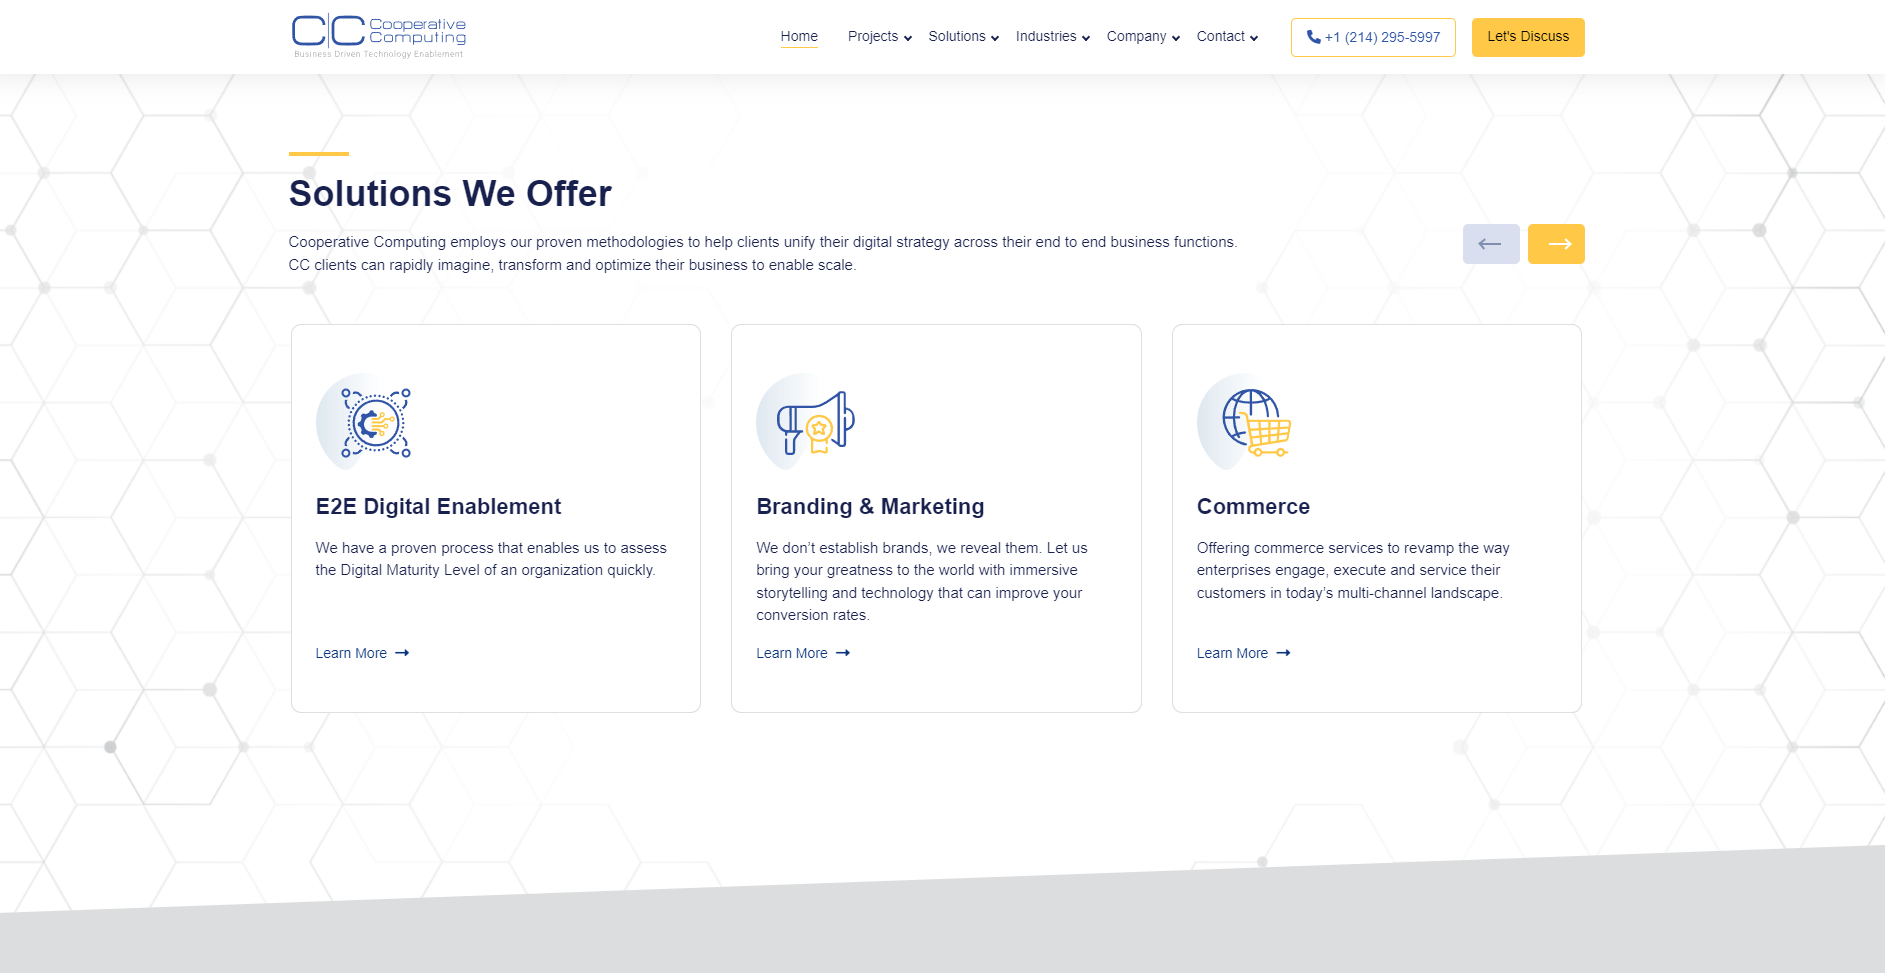 Cooperative
Computing
Business Driven Technology Enablement
Home Projects Solutions Industries Company Contact +1 (214) 295-5997 Let's Discuss
Solutions We Offer
Cooperative Computing employs our proven methodologies to help clients unify their digital strategy across their end to end business functions.
CC clients can rapidly imagine, transform and optimize their business to enable scale.
E2E Digital Enablement
We have a proven process that enables us to assess
the Digital Maturity Level of an organization quickly.
Learn More
Branding & Marketing
We don’t establish brands, we reveal them. Let us
bring your greatness to the world with immersive
storytelling and technology that can improve your
conversion rates.
Learn More
Commerce
Offering commerce services to revamp the way
enterprises engage, execute and service their
customers in today’s multi-channel landscape.
Learn More